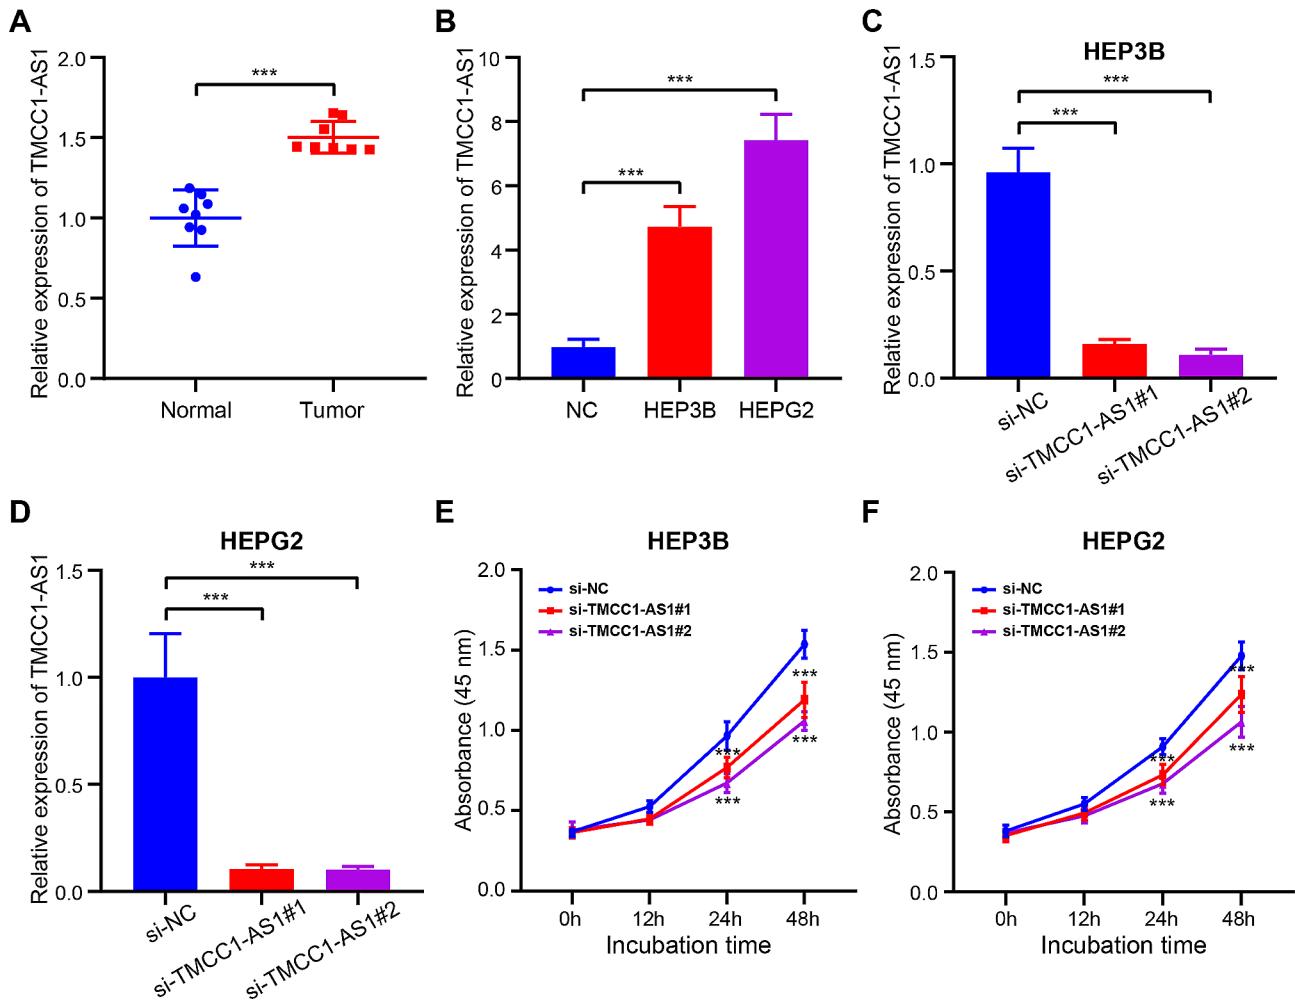 A
Relative expression of TMCC1-AS1
2.0
1.5
1.0
0.5
0.0
***
Normal
Tumor
B
Relative expression of TMCC1-AS1
10
8
6
4
2
0
***
***
NC
HEP3B
HEPG2
C
HEP3B
Relative expression of TMCC1-AS1
1.5
1.0
0.5
0.0
***
***
si-NC
si-TMCC1-AS1#1
si-TMCC1-AS1#2
D
HEPG2
Relative expression of TMCC1-AS1
1.5
1.0
0.5
0.0
***
***
si-NC
si-TMCC1-AS1#1
si-TMCC1-AS1#2
E
HEP3B
Absorbance (45 nm)
2.0
1.5
1.0
0.5
0.0
si-NC
si-TMCC1-AS1#1
si-TMCC1-AS1#2
***
***
***
***
0h
12h
24h
48h
Incubation time
F
HEPG2
Absorbance (45 nm)
2.0
1.5
1.0
0.5
0.0
si-NC
si-TMCC1-AS1#1
si-TMCC1-AS1#2
***
***
***
***
0h
12h
24h
48h
Incubation time